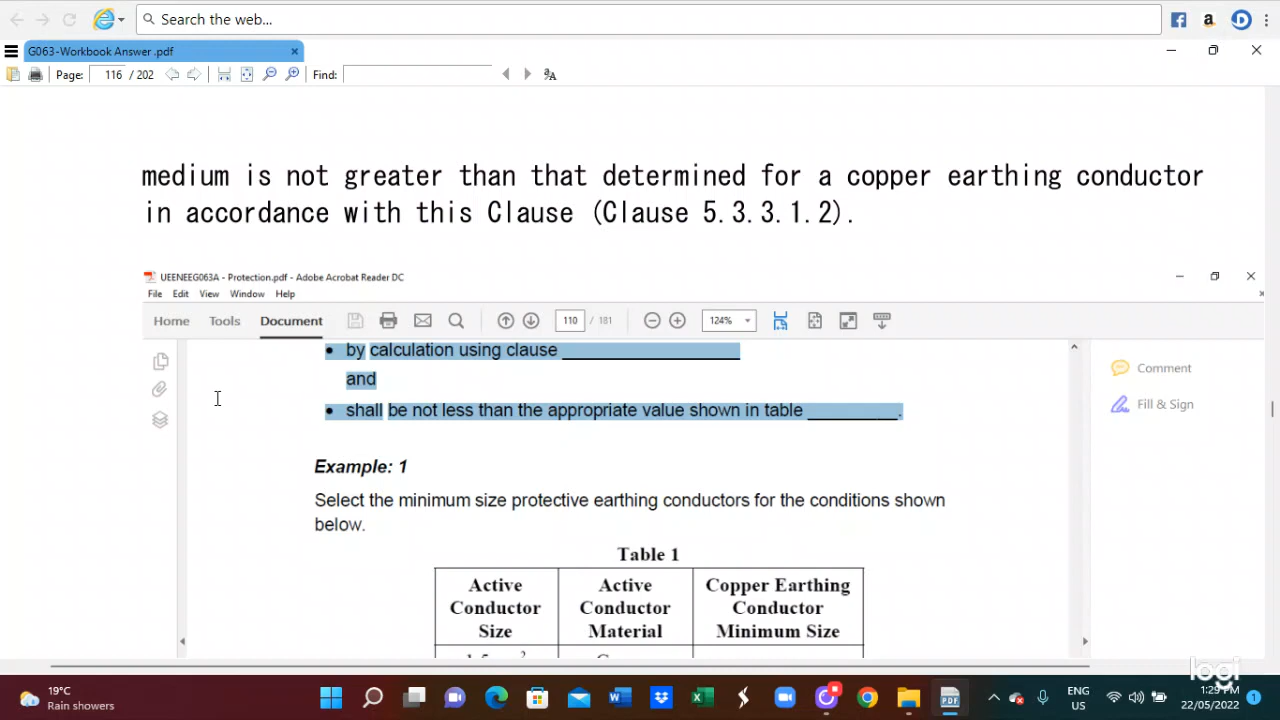 Search the web...
G063-Workbook Answer .pdf
Page: 116 / 202 Find:
medium is not greater than that determined for a copper earthing conductor
in accordance with this Clause (Clause 5.3.3.1.2).
UEENEEG063A - Protection.pdf - Adobe Acrobat Reader DC
File Edit View Window Help
Home Tools Document 110 / 181 124%
• by calculation using clause ____________________
and
• shall be not less than the appropriate value shown in table __________.
Comment
Fill & Sign
Example: 1
Select the minimum size protective earthing conductors for the conditions shown
below.
Table 1
Active Conductor Size
Active Conductor Material
Copper Earthing Conductor Minimum Size
logi
19°C
Rain showers
ENG
US
1:29 PM
22/05/2022